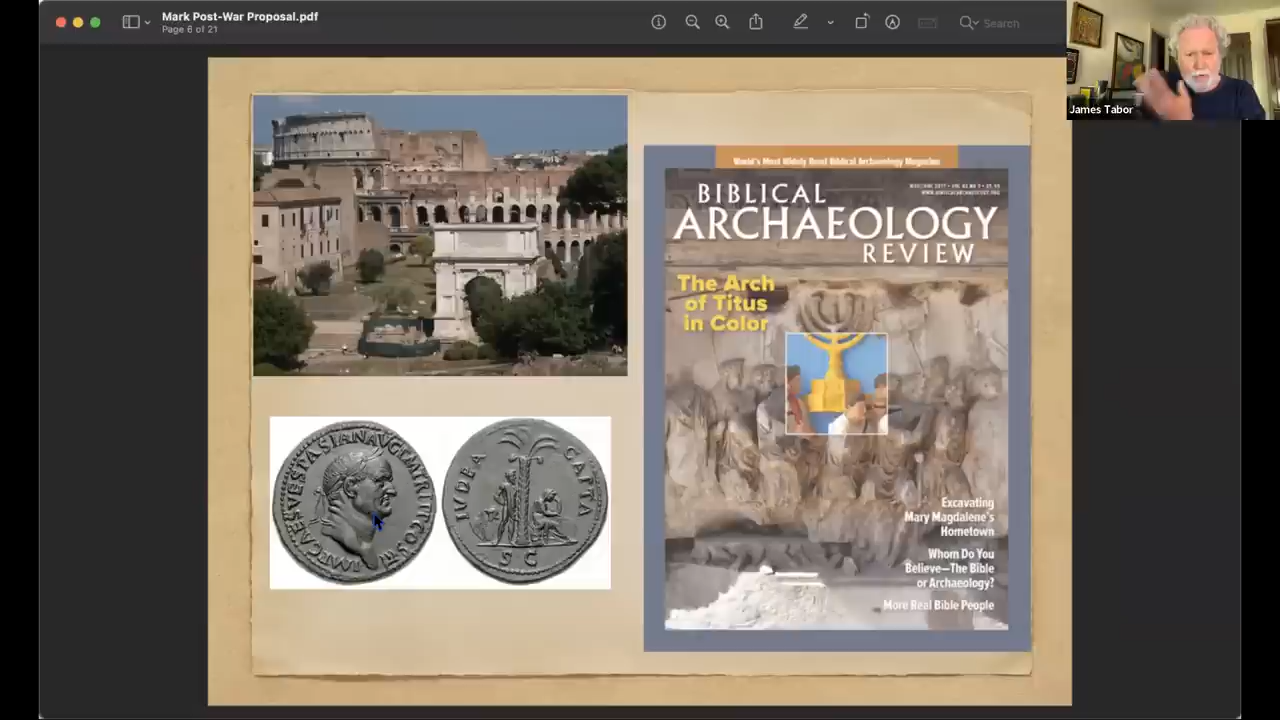 Mark Post-War Proposal.pdf
Page 6 of 21
Search
James Tabor
World's Most Widely Read Biblical Archaeology Magazine
BIBLICAL
ARCHAEOLOGY
REVIEW
The Arch
of Titus
in Color
Excavating
Mary Magdalene's
Hometown
Whom Do You
Believe—The Bible
or Archaeology?
More Real Bible People
IVDEA
CAPTA
S C